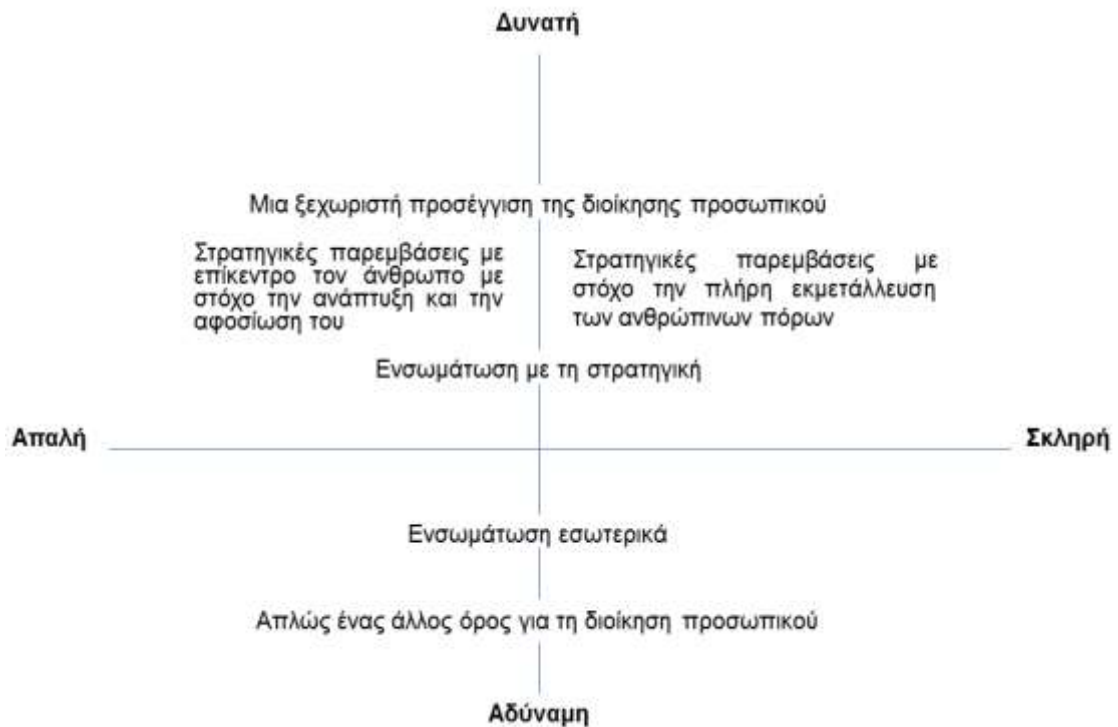 Δυνατή
Μια ξεχωριστή προσέγγιση της διοίκησης προσωπικού
Στρατηγικές παρεμβάσεις με
επίκεντρο τον άνθρωπο με
στόχο την ανάπτυξη και την
αφοσίωση του
Στρατηγικές παρεμβάσεις με
στόχο την πλήρη εκμετάλλευση
των ανθρώπινων πόρων
Ενσωμάτωση με τη στρατηγική
Απαλή
Σκληρή
Ενσωμάτωση εσωτερικά
Απλώς ένας άλλος όρος για τη διοίκηση προσωπικού
Αδύναμη